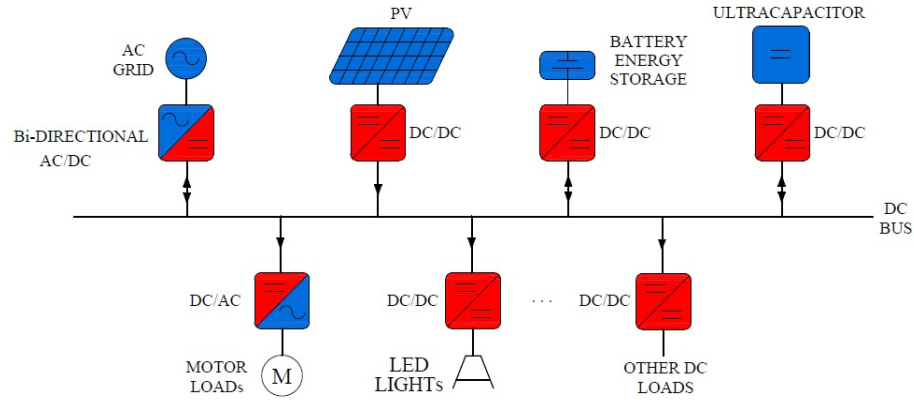 PV
ULTRACAPACITOR
AC
GRID
BATTERY
ENERGY
STORAGE
Bi-DIRECTIONAL
AC/DC
DC/DC
DC/DC
DC/DC
DC
BUS
DC/AC
DC/DC
...
DC/DC
MOTOR
LOADs
M
LED
LIGHTs
OTHER DC
LOADS